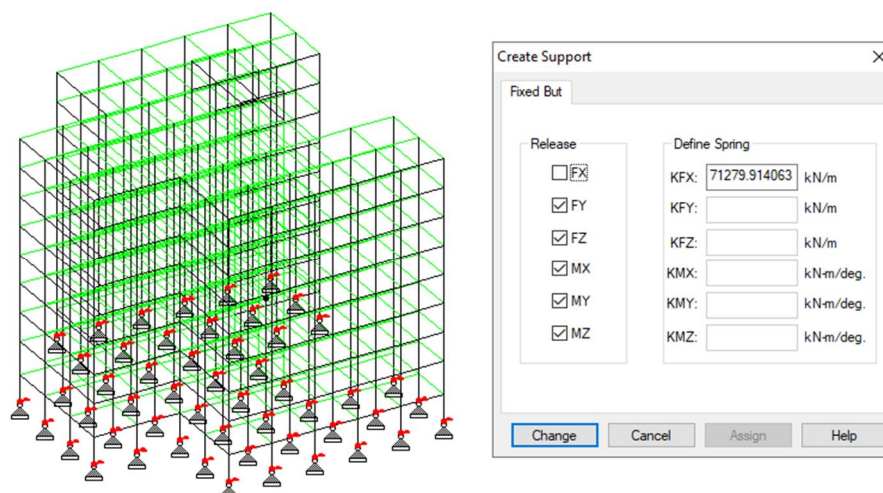 Create Support
Fixed But
Release
FX
FY
FZ
MX
MY
MZ
Define Spring
KFX: 71279.914063 kN/m
KFY: kN/m
KFZ: kN/m
KMX: kN-m/deg.
KMY: kN-m/deg.
KMZ: kN-m/deg.
Change Cancel Assign Help